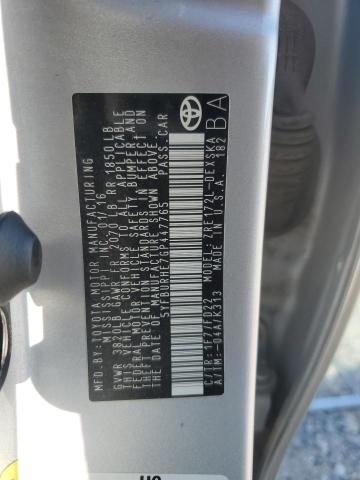 MFD.BY:TOYOTA MOTOR MANUFACTURING
MISSISSIPPI, INC. 01/16
GVWR 3820LB GAWR FR 2070LB RR 1850LB
THIS VEHICLE CONFORMS TO ALL APPLICABLE
FEDERAL MOTOR VEHICLE SAFETY, BUMPER, AND
THEFT PREVENTION STANDARDS IN EFFECT ON
THE DATE OF MANUFACTURE SHOWN ABOVE.
5YFBURHE7GP447765 PASS.CAR
C/TR:1F7/FD22 MODEL:ZRE172L-DEXSKA
A/TM:-04A/K313 MADE IN U.S.A. 182
BA